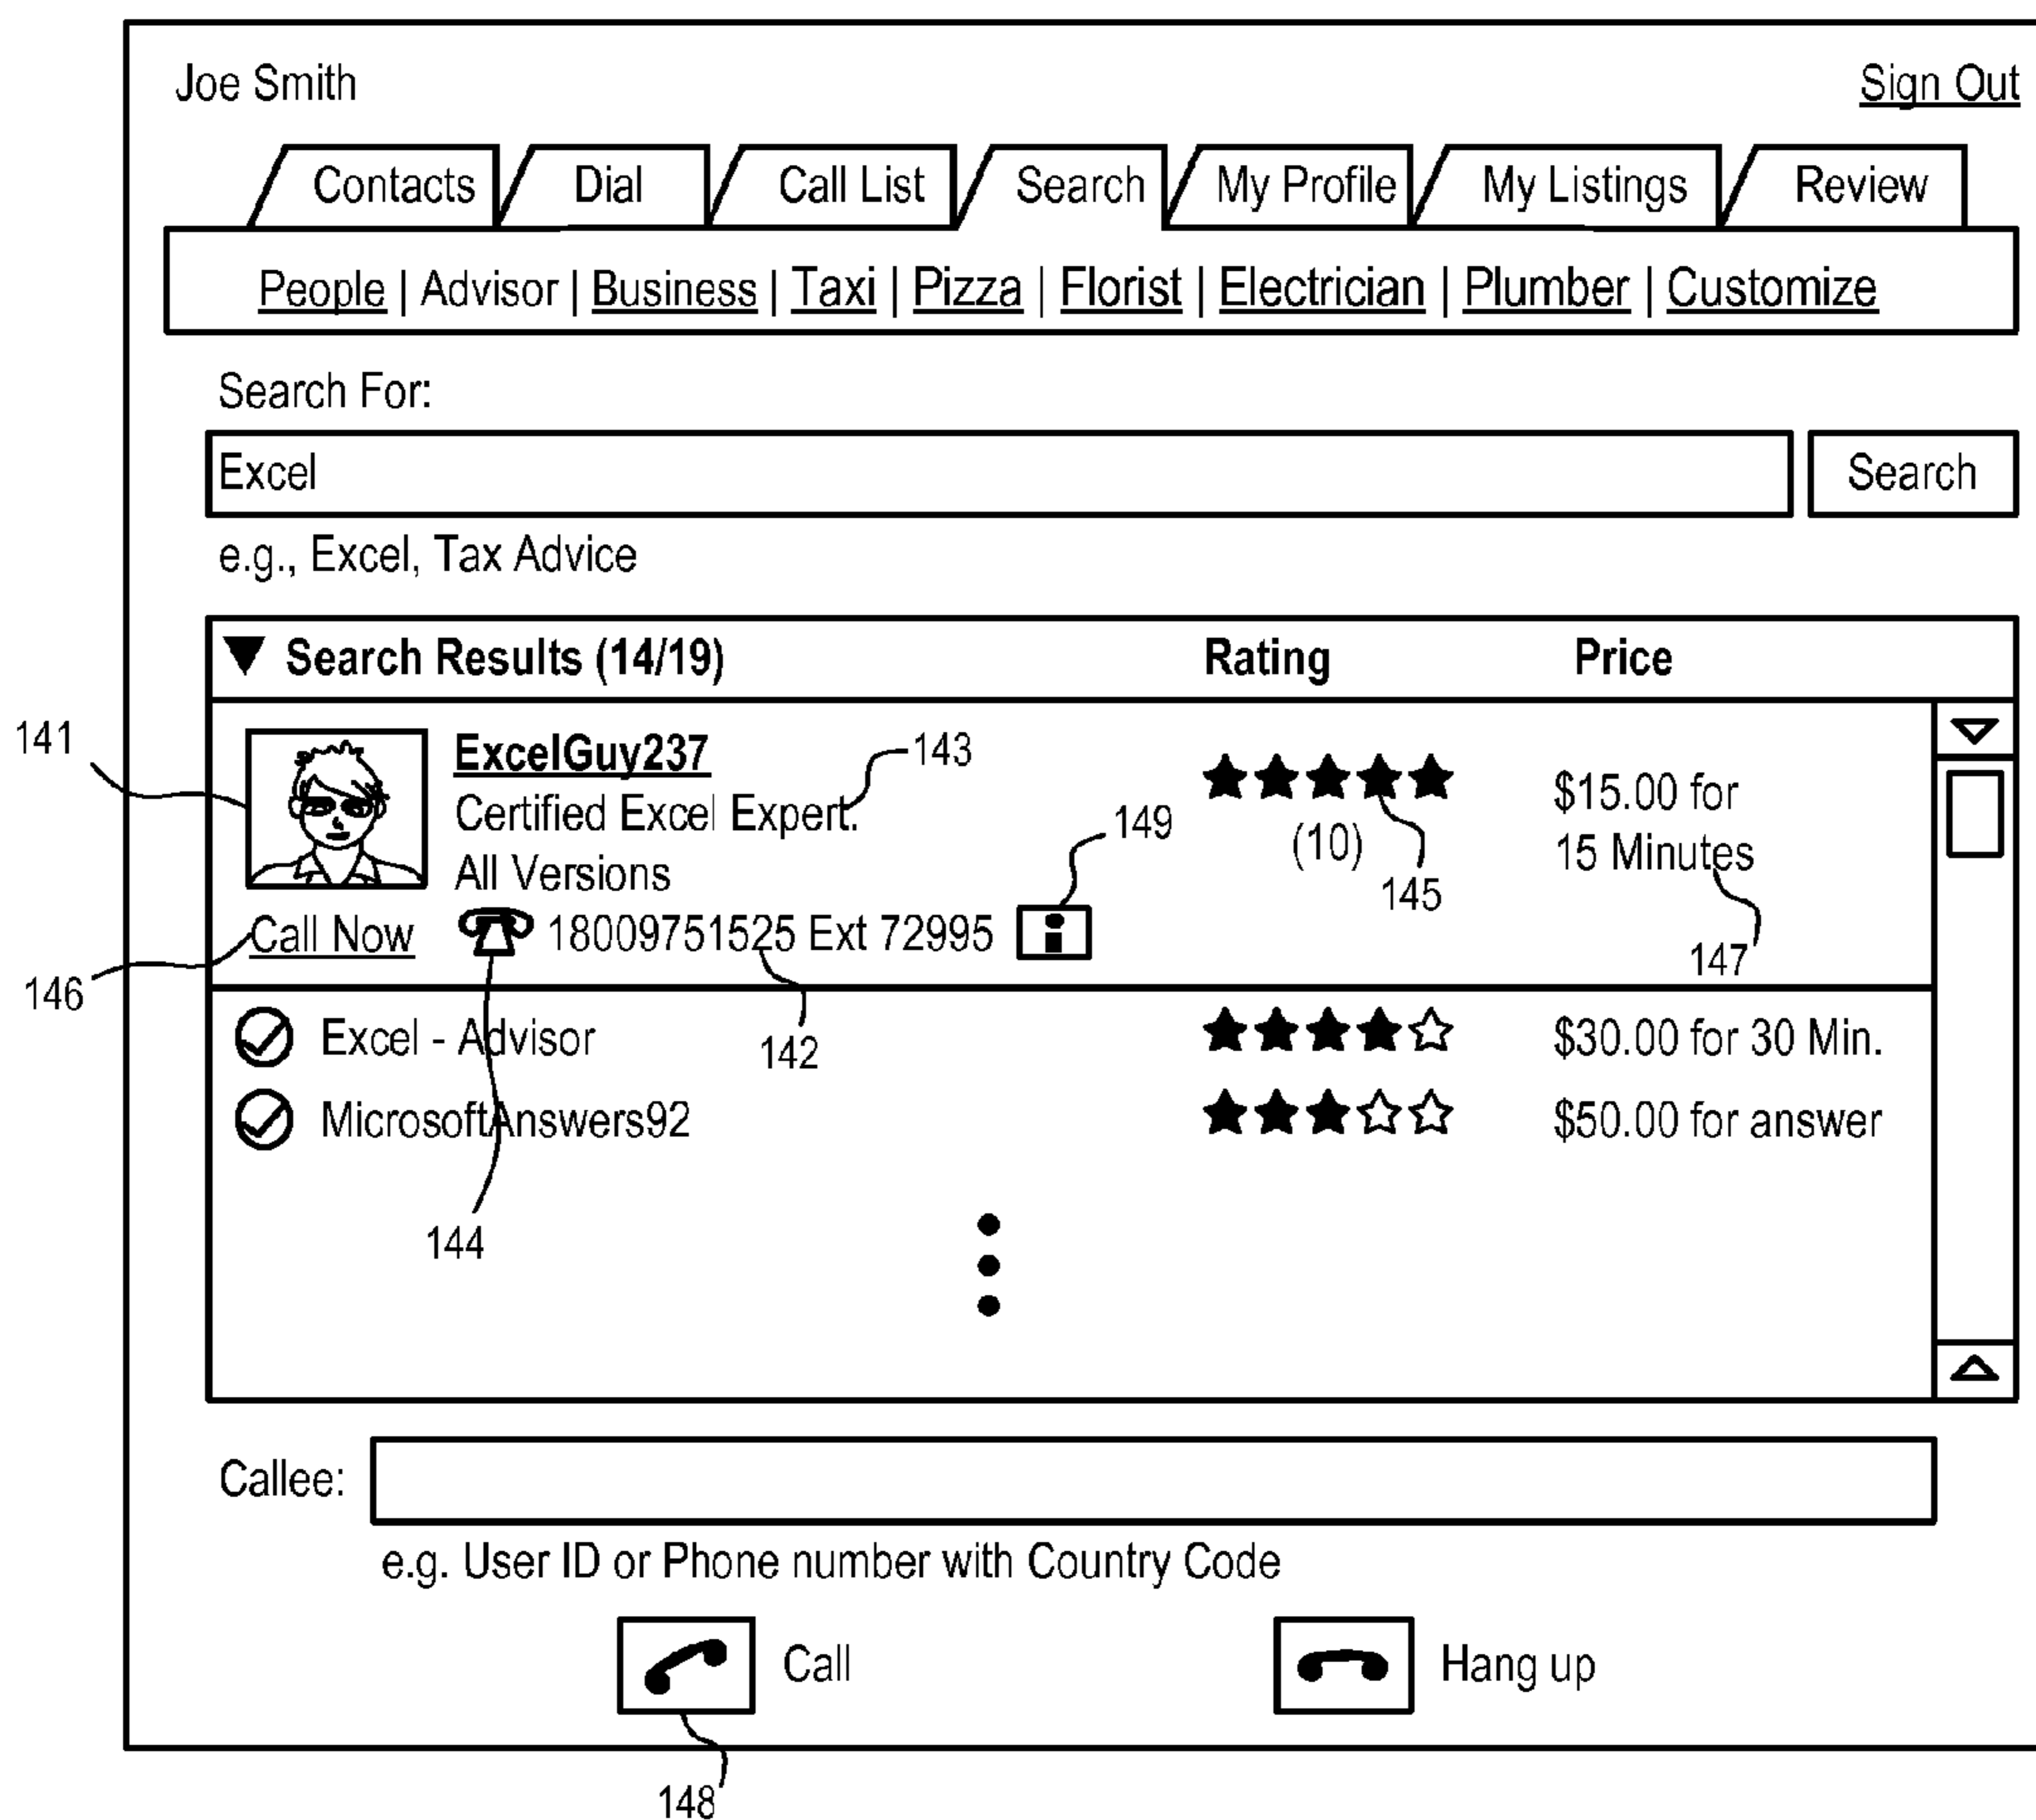 Joe Smith Sign Out
Contacts Dial Call List Search My Profile My Listings Review
People | Advisor | Business | Taxi | Pizza | Florist | Electrician | Plumber | Customize
Search For:
Excel Search
e.g., Excel, Tax Advice
Search Results (14/19) Rating Price
141
ExcelGuy237 143
Certified Excel Expert. 149 $15.00 for
(10) 15 Minutes
All Versions 145
Call Now 18009751525 Ext 72995 147
146
Excel - Advisor 142 $30.00 for 30 Min.
MicrosoftAnswers92 $50.00 for answer
144
Callee:
e.g. User ID or Phone number with Country Code
Call Hang up
148